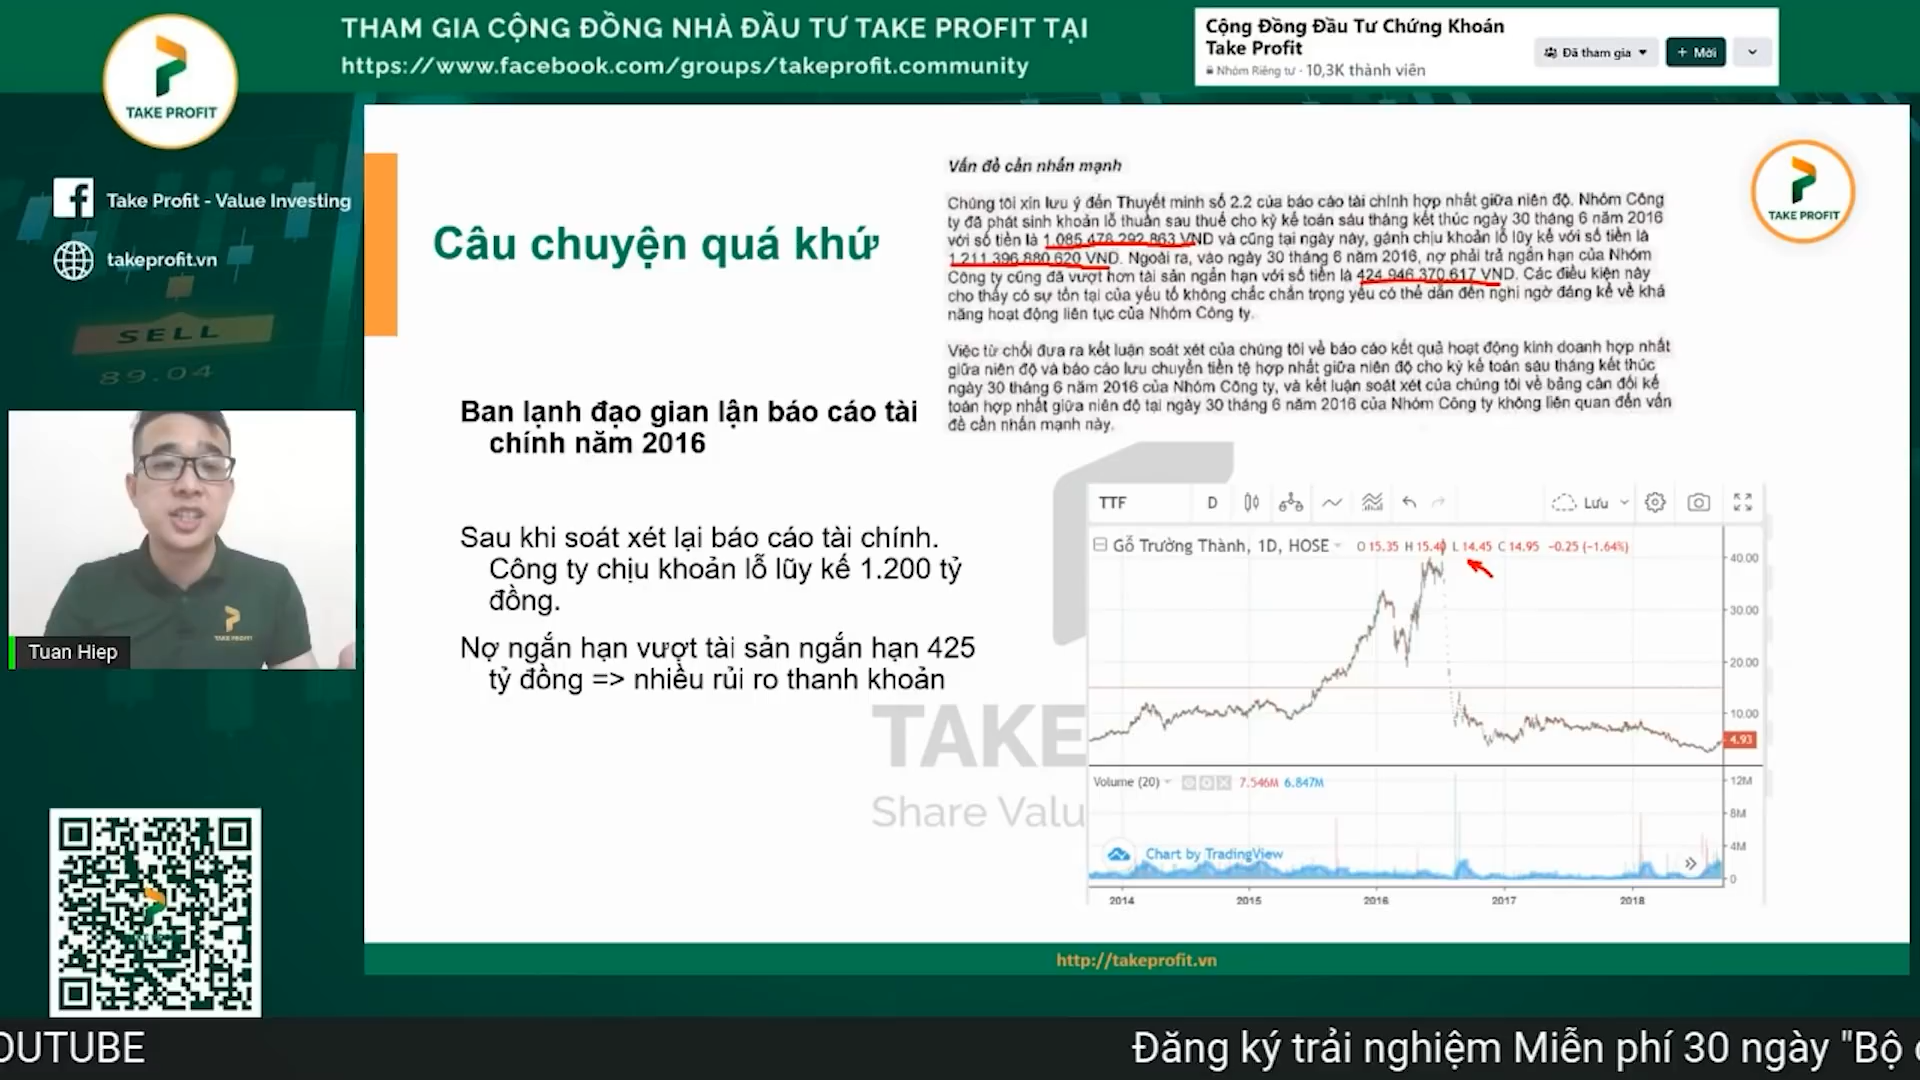 THAM GIA CỘNG ĐỒNG NHÀ ĐẦU TƯ TAKE PROFIT TẠI
https://www.facebook.com/groups/takeprofit.community
Cộng Đồng Đầu Tư Chứng Khoán
Take Profit
Nhóm Riêng tư · 10,3K thành viên
Đã tham gia
+ Mời
TAKE PROFIT
Take Profit - Value Investing
takeprofit.vn
SELL
89.04
Tuan Hiep
TAKE PROFIT
Câu chuyện quá khứ
Ban lạnh đạo gian lận báo cáo tài
chính năm 2016
Sau khi soát xét lại báo cáo tài chính.
Công ty chịu khoản lỗ lũy kế 1.200 tỷ
đồng.
Nợ ngắn hạn vượt tài sản ngắn hạn 425
tỷ đồng => nhiều rủi ro thanh khoản
Vấn đề cần nhấn mạnh
Chúng tôi xin lưu ý đến Thuyết minh số 2.2 của báo cáo tài chính hợp nhất giữa niên độ. Nhóm Công
ty đã phát sinh khoản lỗ thuần sau thuế cho kỳ kế toán sáu tháng kết thúc ngày 30 tháng 6 năm 2016
với số tiền là 1.085.478.292.863 VND và cũng tại ngày này, gánh chịu khoản lỗ lũy kế với số tiền là
1.211.396.880.620 VND. Ngoài ra, vào ngày 30 tháng 6 năm 2016, nợ phải trả ngắn hạn của Nhóm
Công ty cũng đã vượt hơn tài sản ngắn hạn với số tiền là 424.946.370.617 VND. Các điều kiện này
cho thấy có sự tồn tại của yếu tố không chắc chắn trọng yếu có thể dẫn đến nghi ngờ đáng kể về khả
năng hoạt động liên tục của Nhóm Công ty.
Việc từ chối đưa ra kết luận soát xét của chúng tôi về báo cáo kết quả hoạt động kinh doanh hợp nhất
giữa niên độ và báo cáo lưu chuyển tiền tệ hợp nhất giữa niên độ cho kỳ kế toán sáu tháng kết thúc
ngày 30 tháng 6 năm 2016 của Nhóm Công ty, và kết luận soát xét của chúng tôi về bảng cân đối kế
toán hợp nhất giữa niên độ tại ngày 30 tháng 6 năm 2016 của Nhóm Công ty không liên quan đến vấn
đề cần nhấn mạnh này.
TAKE PROFIT
TTF D Lưu
Gỗ Trường Thành, 1D, HOSE O 15.35 H 15.40 L 14.45 C 14.95 -0.25 (-1.64%)
40.00
30.00
20.00
10.00
4.93
Volume (20) 7.546M 6.847M
12M
8M
4M
0
Chart by TradingView
2014 2015 2016 2017 2018
TAKE
Share Valu
http://takeprofit.vn
OUTUBE
Đăng ký trải nghiệm Miễn phí 30 ngày "Bộ